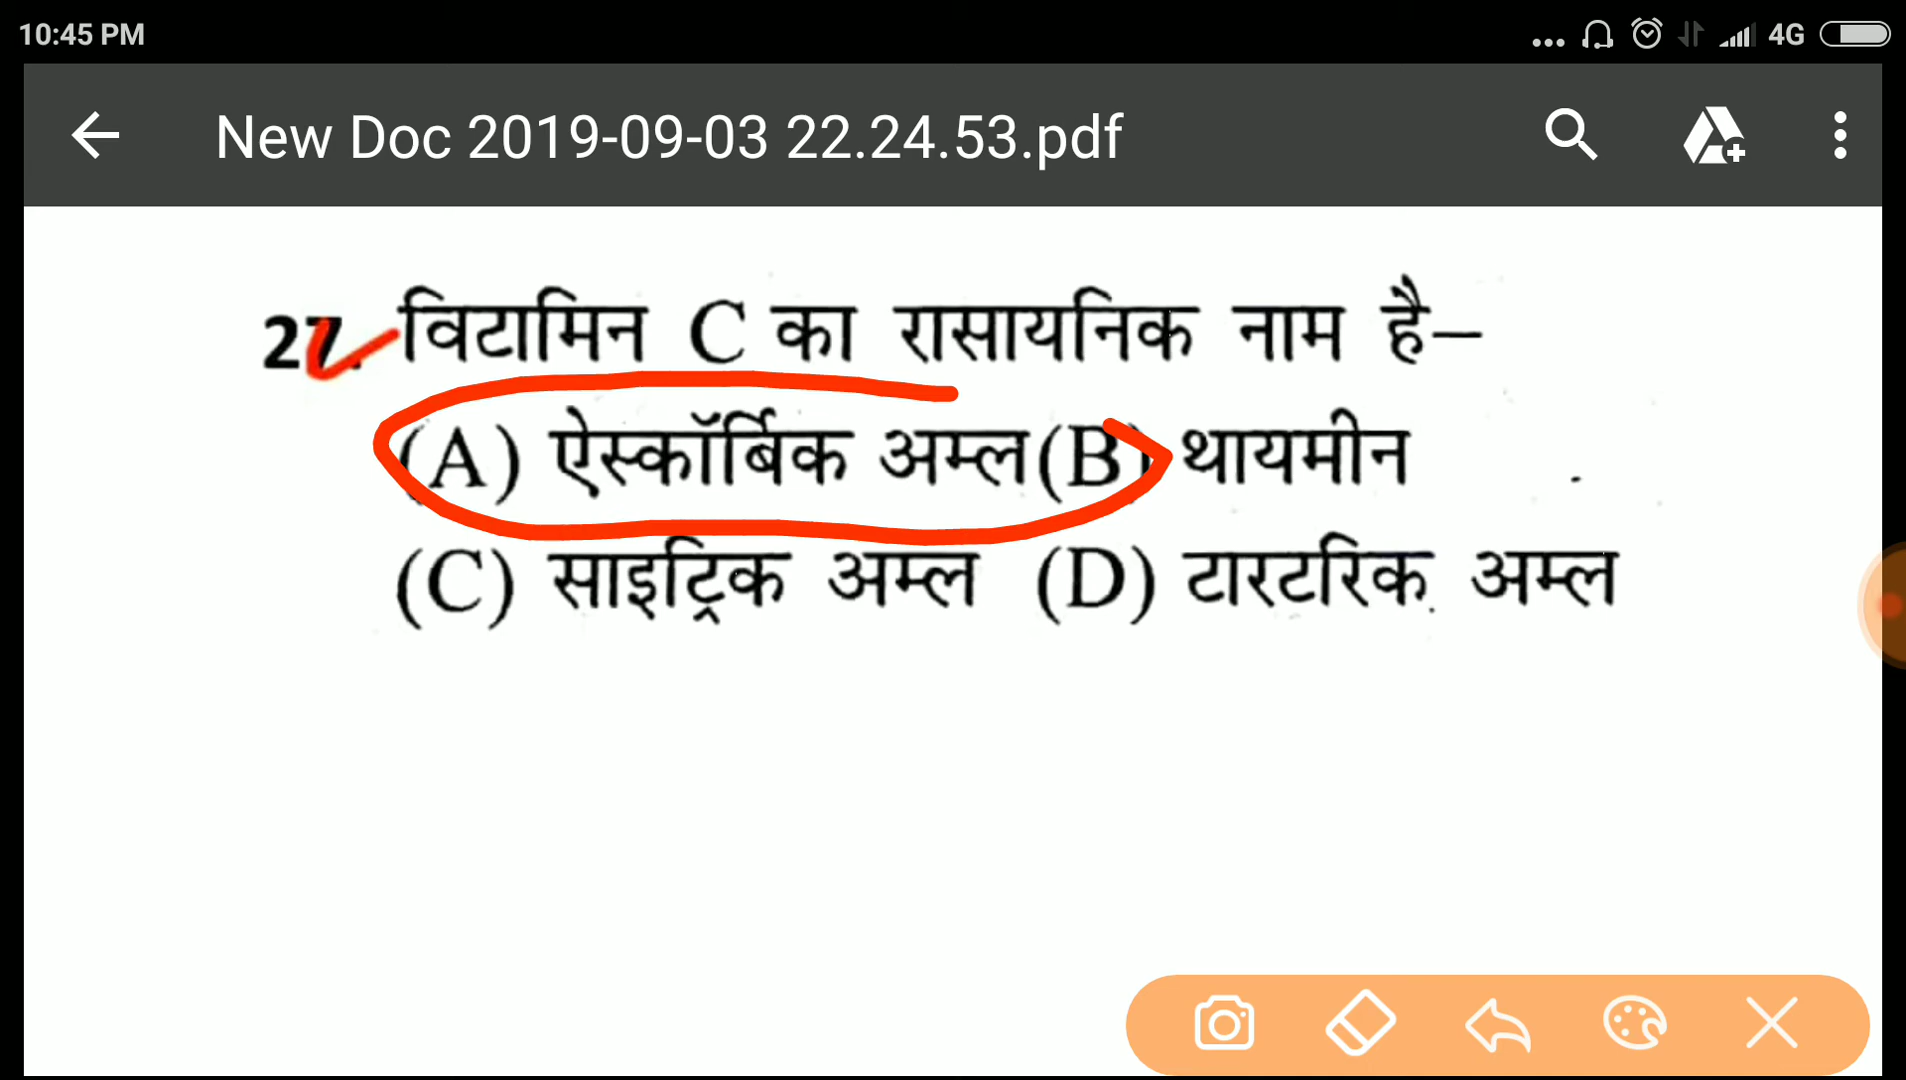 10:45 PM ... 4G
New Doc 2019-09-03 22.24.53.pdf
27. विटामिन C का रासायनिक नाम है–
(A) ऐस्कॉर्बिक अम्ल (B) थायमीन
(C) साइट्रिक अम्ल (D) टारटरिक अम्ल